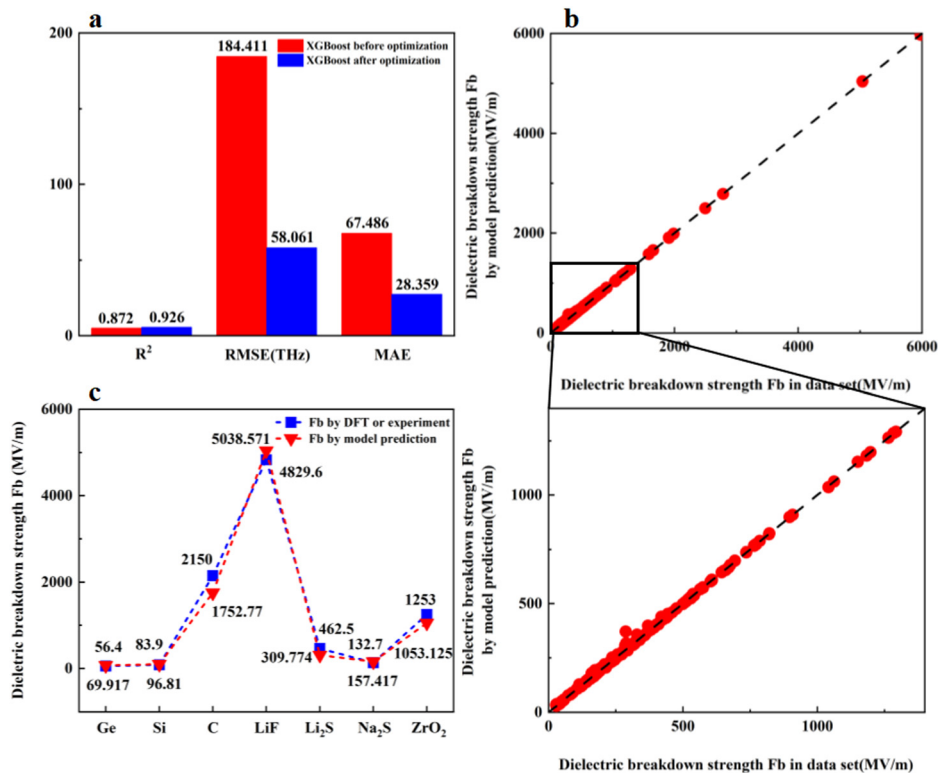 a
200
100
0
184.411
XGBoost before optimization
XGBoost after optimization
67.486
58.061
28.359
0.872
0.926
R²
RMSE(THz)
MAE
b
Dielectric breakdown strength Fb
by model prediction(MV/m)
6000
4000
2000
0
0
2000
4000
6000
Dielectric breakdown strength Fb in data set(MV/m)
c
Dielectric breakdown strength Fb (MV/m)
6000
4000
2000
0
Fb by DFT or experiment
Fb by model prediction
5038.571
4829.6
2150
1752.77
56.4
83.9
69.917
96.81
462.5
309.774
132.7
157.417
1253
1053.125
Ge
Si
C
LiF
Li₂S
Na₂S
ZrO₂
Dielectric breakdown strength Fb
by model prediction(MV/m)
1000
500
0
0
500
1000
Dielectric breakdown strength Fb in data set(MV/m)